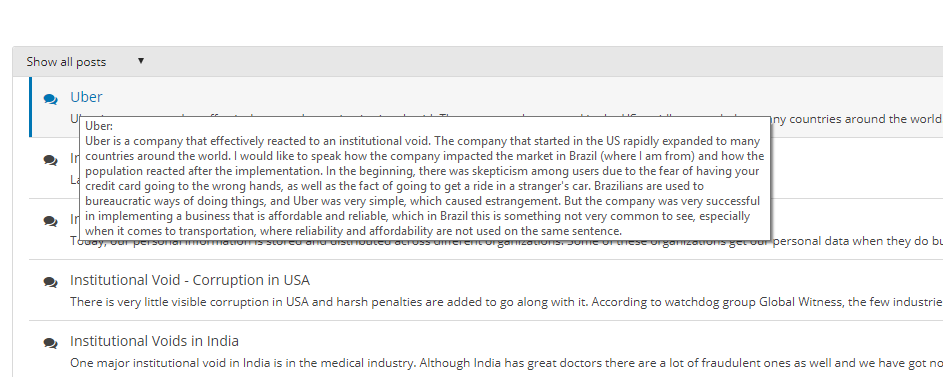 Show all posts
Uber
ny countries around the world
Uber:
Uber is a company that effectively reacted to an institutional void. The company that started in the US rapidly expanded to many
countries around the world. I would like to speak how the company impacted the market in Brazil (where I am from) and how the
population reacted after the implementation. In the beginning, there was skepticism among users due to the fear of having your
credit card going to the wrong hands, as well as the fact of going to get a ride in a stranger's car. Brazilians are used to
bureaucratic ways of doing things, and Uber was very simple, which caused estrangement. But the company was very successful
in implementing a business that is affordable and reliable, which in Brazil this is something not very common to see, especially
when it comes to transportation, where reliability and affordability are not used on the same sentence.
Today, our personal information is stored and distributed across different organizations. Some of these organizations get our personal data when they do bu
Institutional Void - Corruption in USA
There is very little visible corruption in USA and harsh penalties are added to go along with it. According to watchdog group Global Witness, the few industrie
Institutional Voids in India
One major institutional void in India is in the medical industry. Although India has great doctors there are a lot of fraudulent ones as well and we have got no